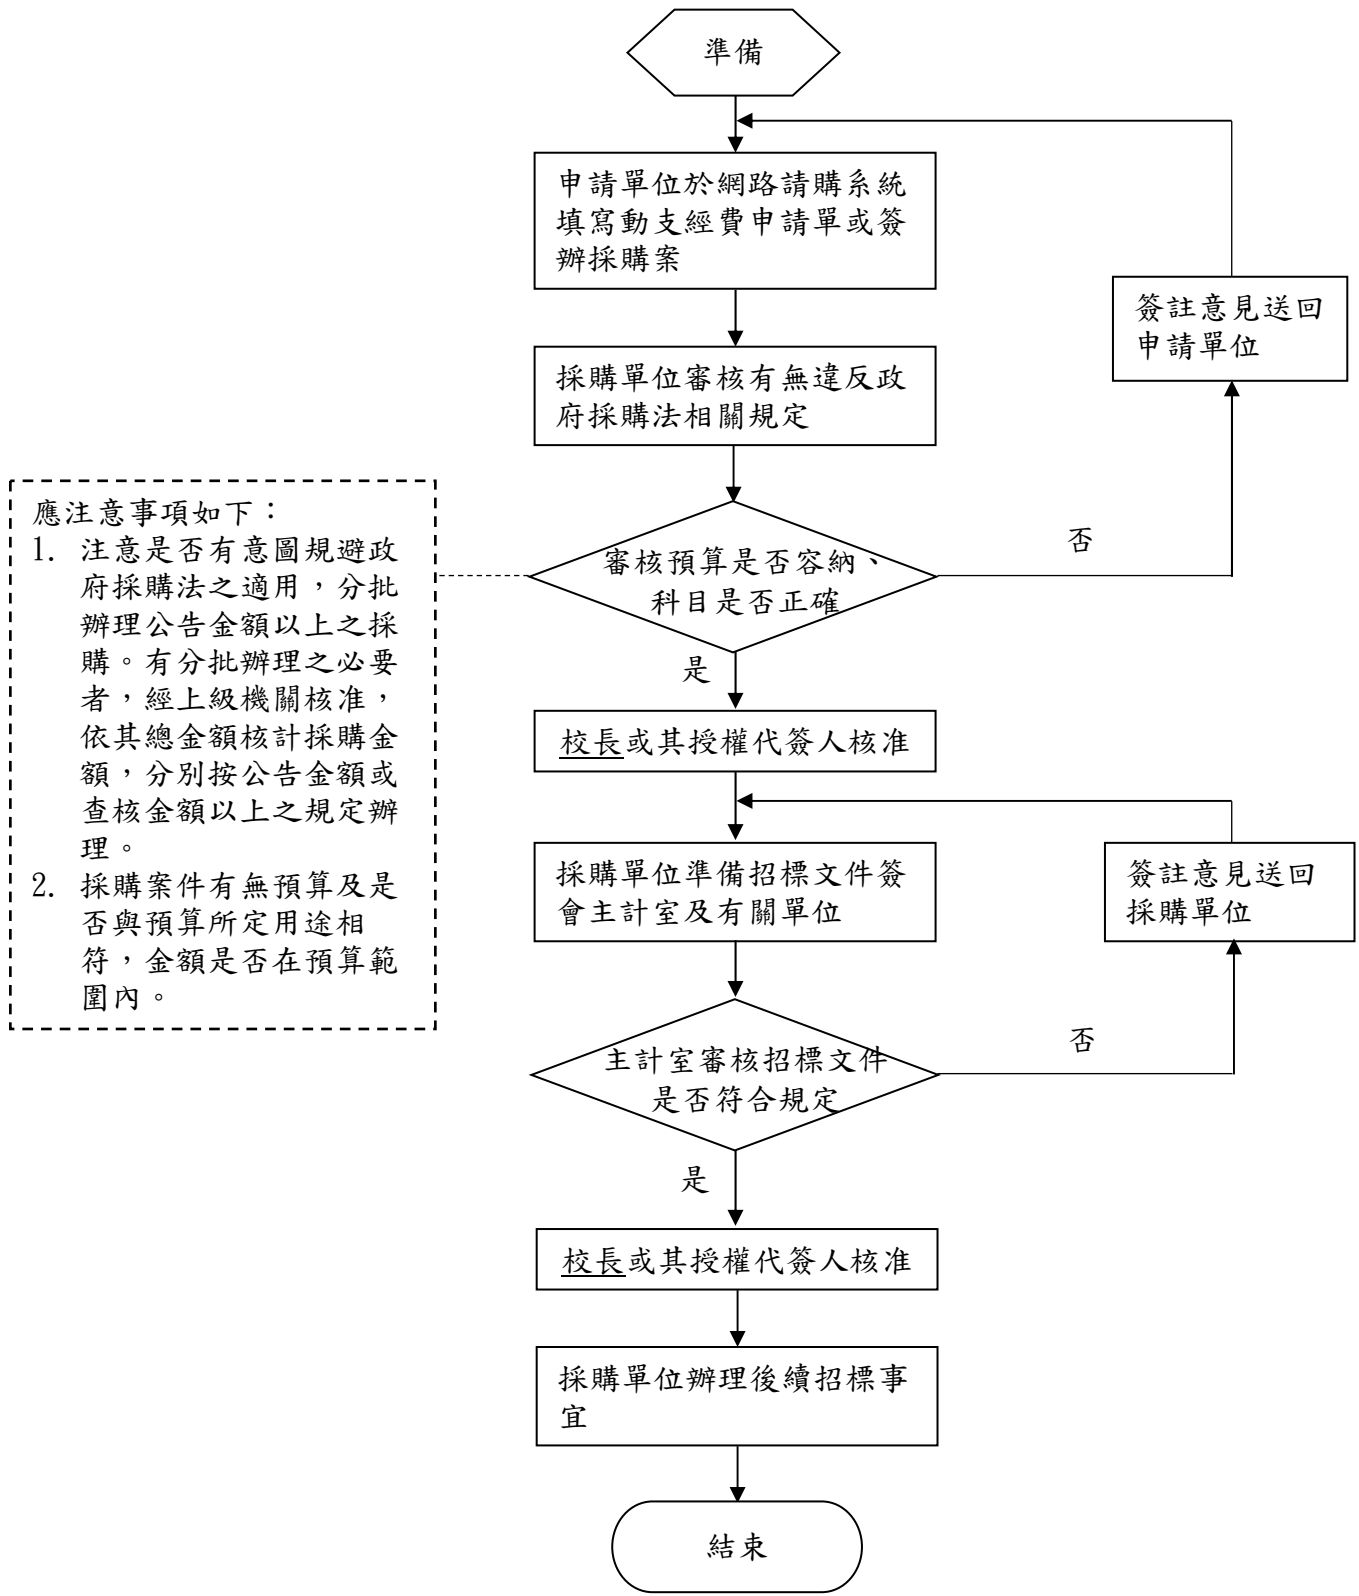 準備
申請單位於網路請購系統
填寫動支經費申請單或簽
辦採購案
簽註意見送回
申請單位
採購單位審核有無違反政
府採購法相關規定
應注意事項如下：
1. 注意是否有意圖規避政
府採購法之適用，分批
辦理公告金額以上之採
購。有分批辦理之必要
者，經上級機關核准，
依其總金額核計採購金
額，分別按公告金額或
查核金額以上之規定辦
理。
2. 採購案件有無預算及是
否與預算所定用途相
符，金額是否在預算範
圍內。
審核預算是否容納、
科目是否正確
否
是
校長或其授權代簽人核准
採購單位準備招標文件簽
會主計室及有關單位
簽註意見送回
採購單位
主計室審核招標文件
是否符合規定
否
是
校長或其授權代簽人核准
採購單位辦理後續招標事
宜
結束